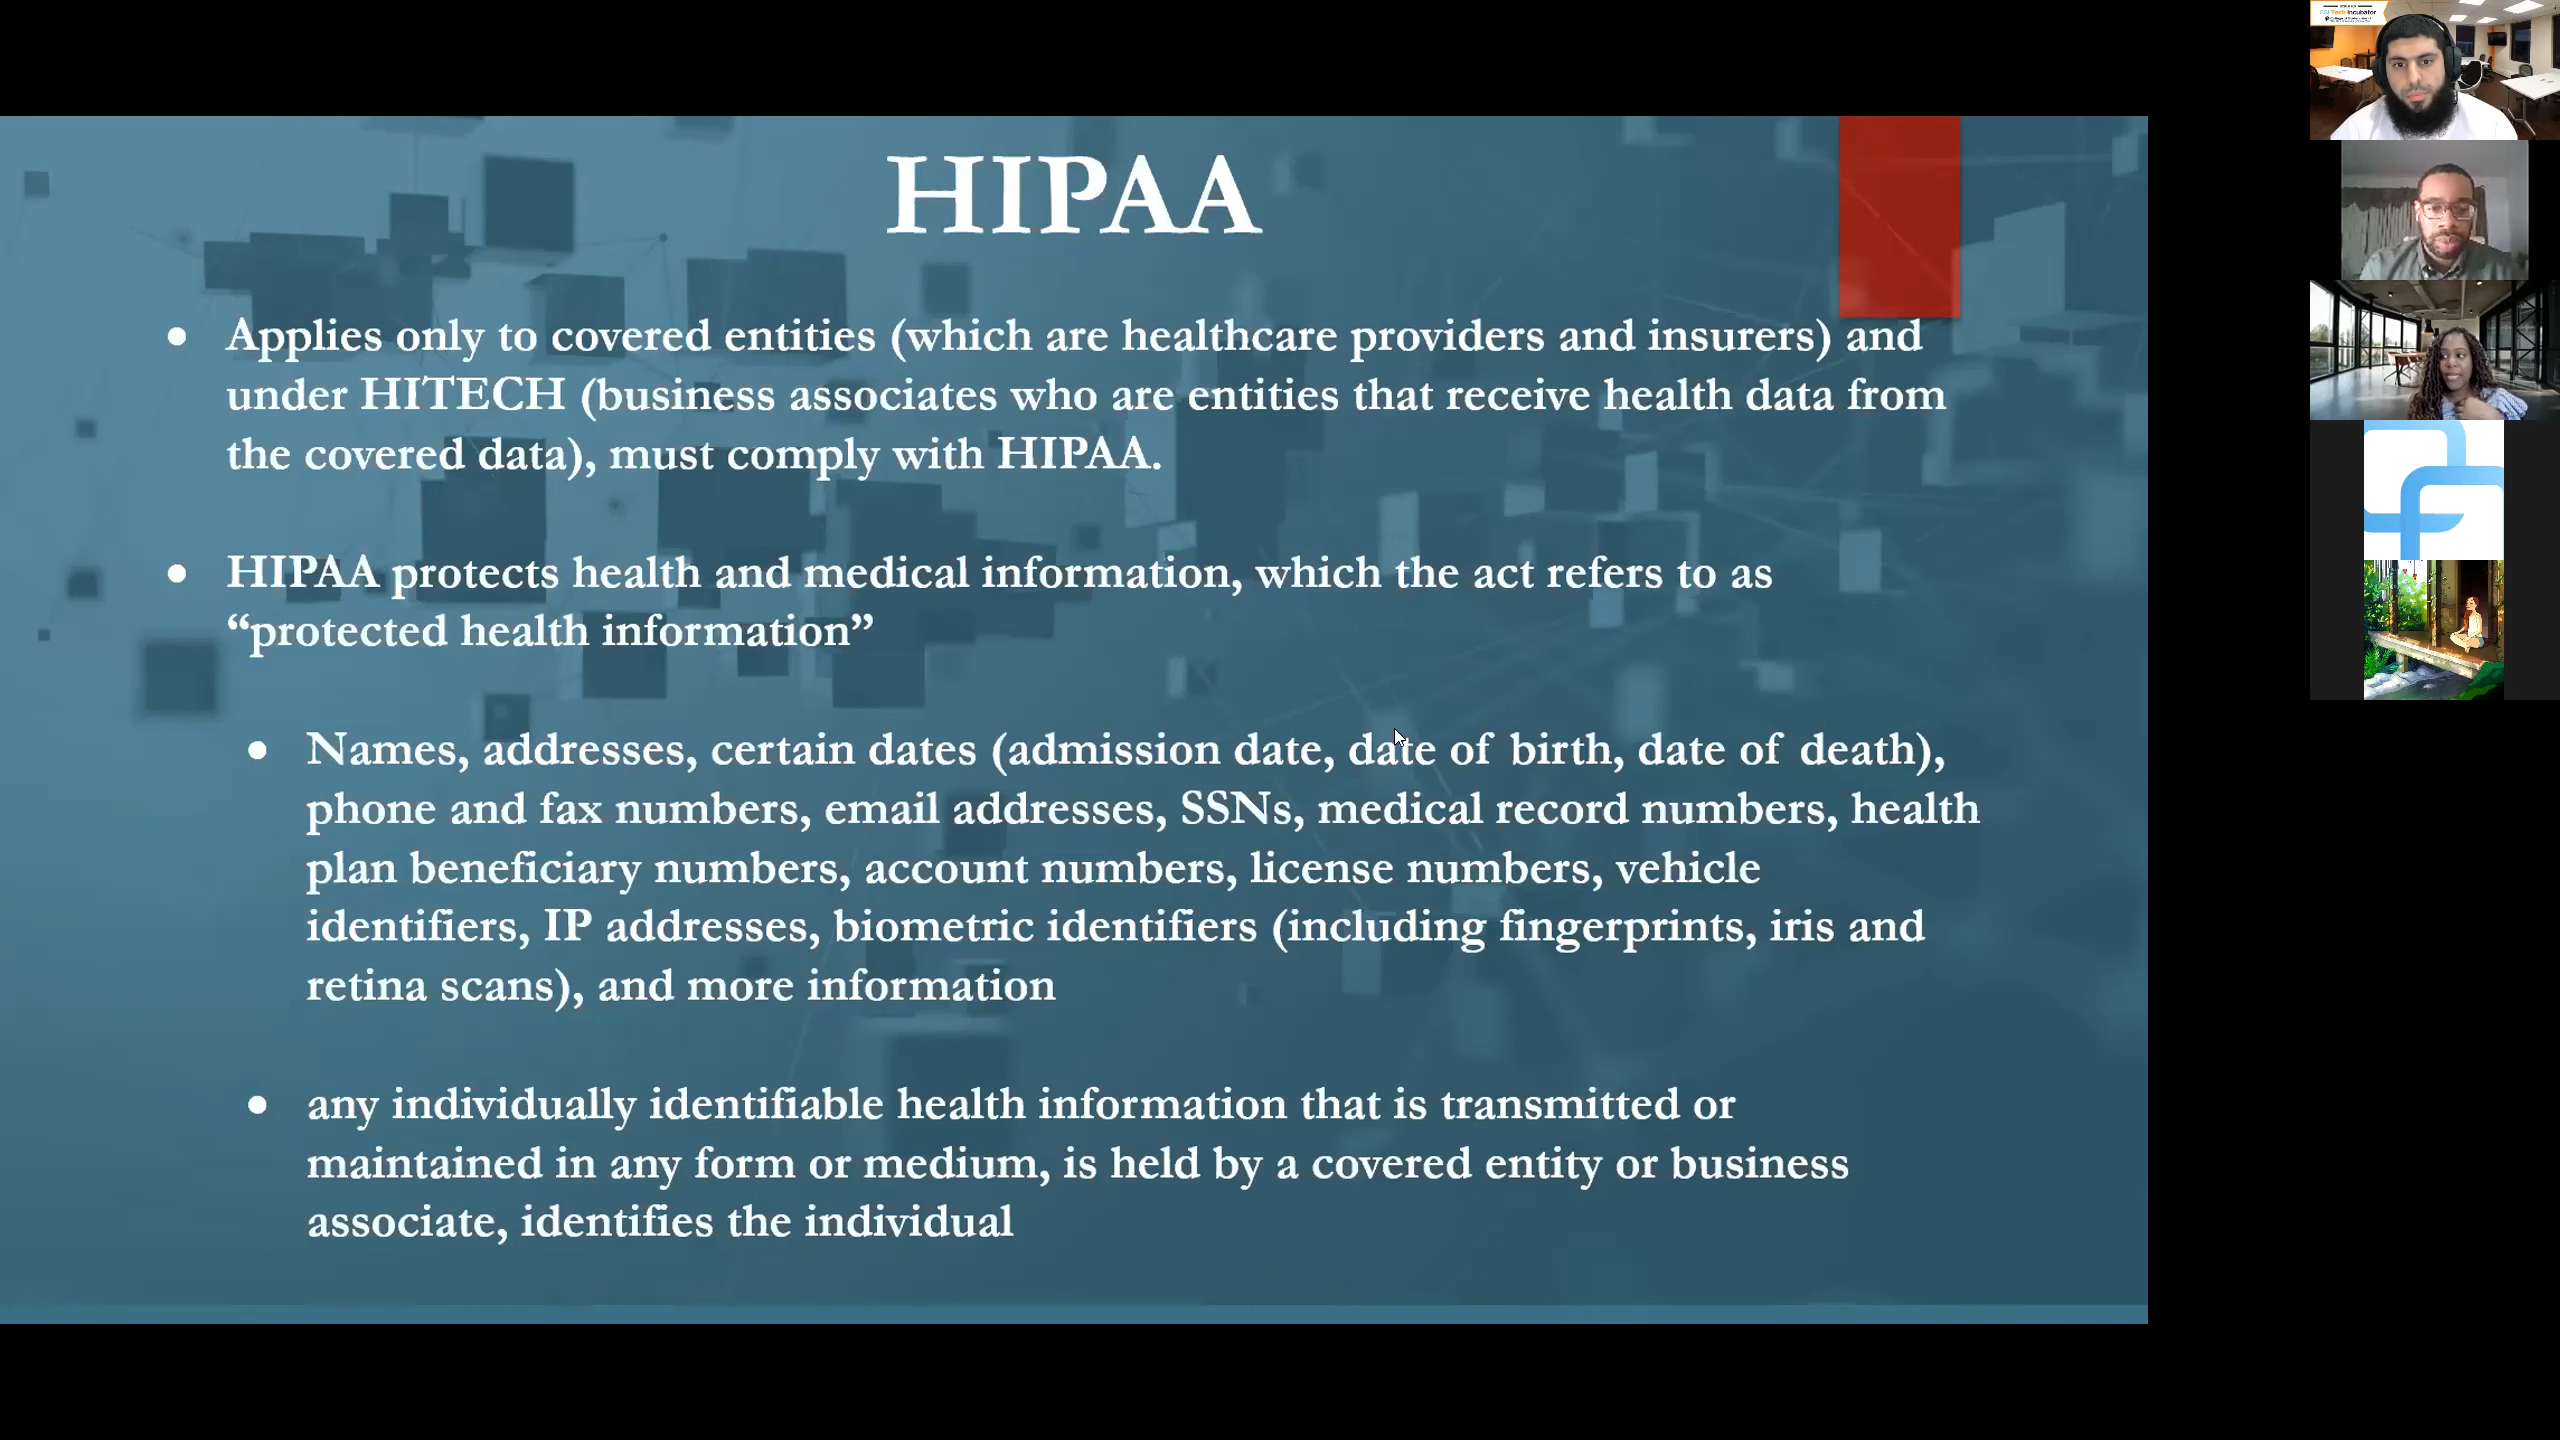 HIPAA
• Applies only to covered entities (which are healthcare providers and insurers) and
under HITECH (business associates who are entities that receive health data from
the covered data), must comply with HIPAA.
• HIPAA protects health and medical information, which the act refers to as
“protected health information”
• Names, addresses, certain dates (admission date, date of birth, date of death),
phone and fax numbers, email addresses, SSNs, medical record numbers, health
plan beneficiary numbers, account numbers, license numbers, vehicle
identifiers, IP addresses, biometric identifiers (including fingerprints, iris and
retina scans), and more information
• any individually identifiable health information that is transmitted or
maintained in any form or medium, is held by a covered entity or business
associate, identifies the individual
CSI Tech Incubator